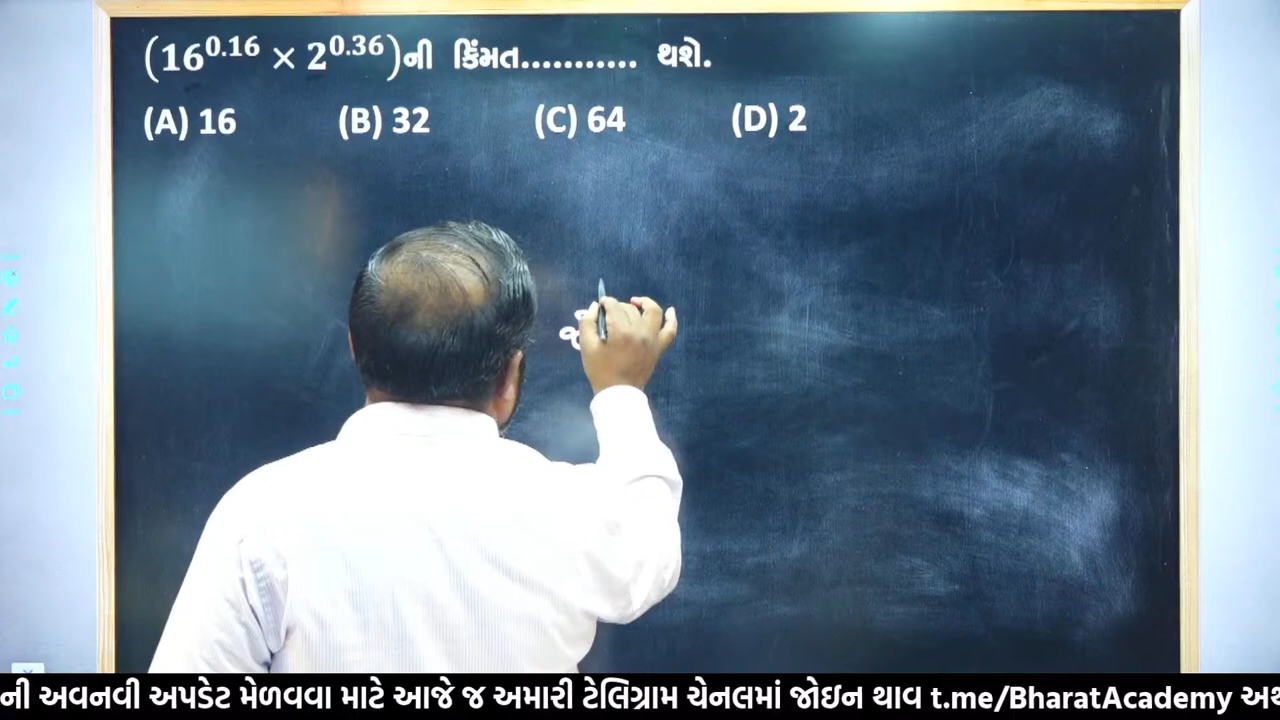 (16^0.16 × 2^0.36)ની કિંમત........... થશે.
(A) 16 (B) 32 (C) 64 (D) 2
ની અવનવી અપડેટ મેળવવા માટે આજે જ અમારી ટેલિગ્રામ ચેનલમાં જોઇન થાવ t.me/BharatAcademy